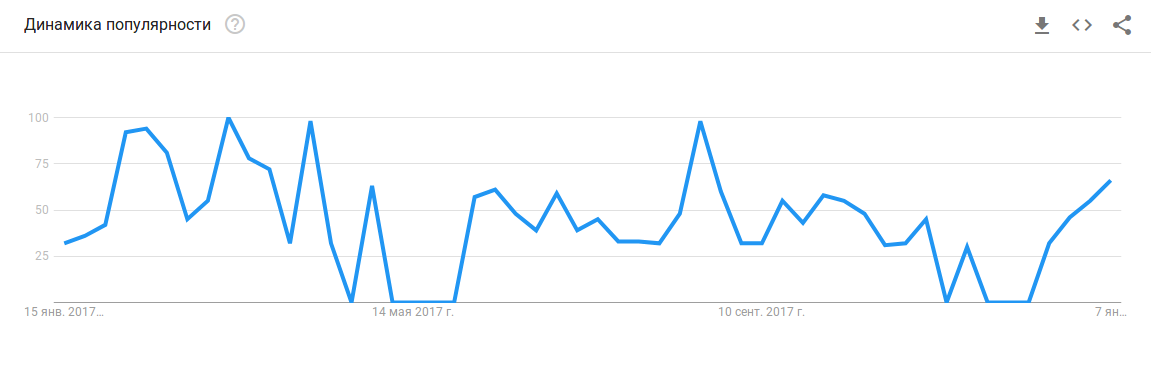 Динамика популярности
100
75
50
25
15 янв. 2017…
14 мая 2017 г.
10 сент. 2017 г.
7 ян…